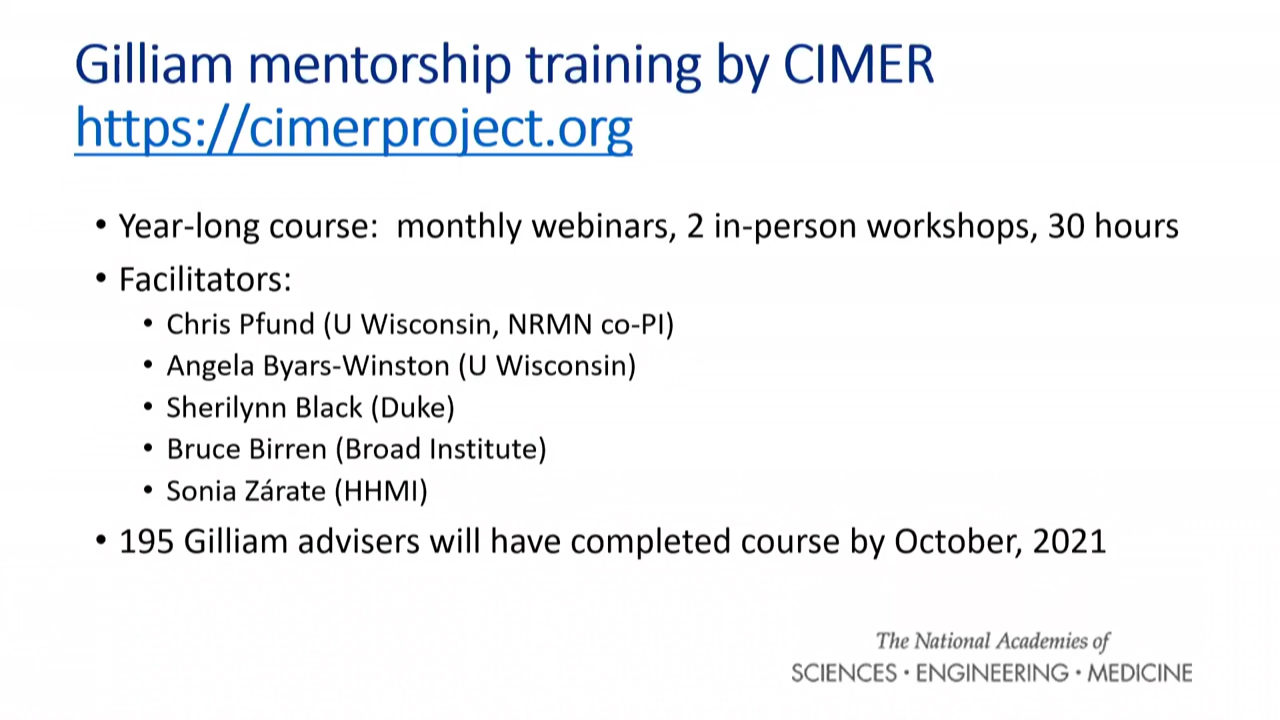 Gilliam mentorship training by CIMER
https://cimerproject.org
• Year-long course:  monthly webinars, 2 in-person workshops, 30 hours
• Facilitators:
• Chris Pfund (U Wisconsin, NRMN co-PI)
• Angela Byars-Winston (U Wisconsin)
• Sherilynn Black (Duke)
• Bruce Birren (Broad Institute)
• Sonia Zárate (HHMI)
• 195 Gilliam advisers will have completed course by October, 2021
The National Academies of
SCIENCES · ENGINEERING · MEDICINE